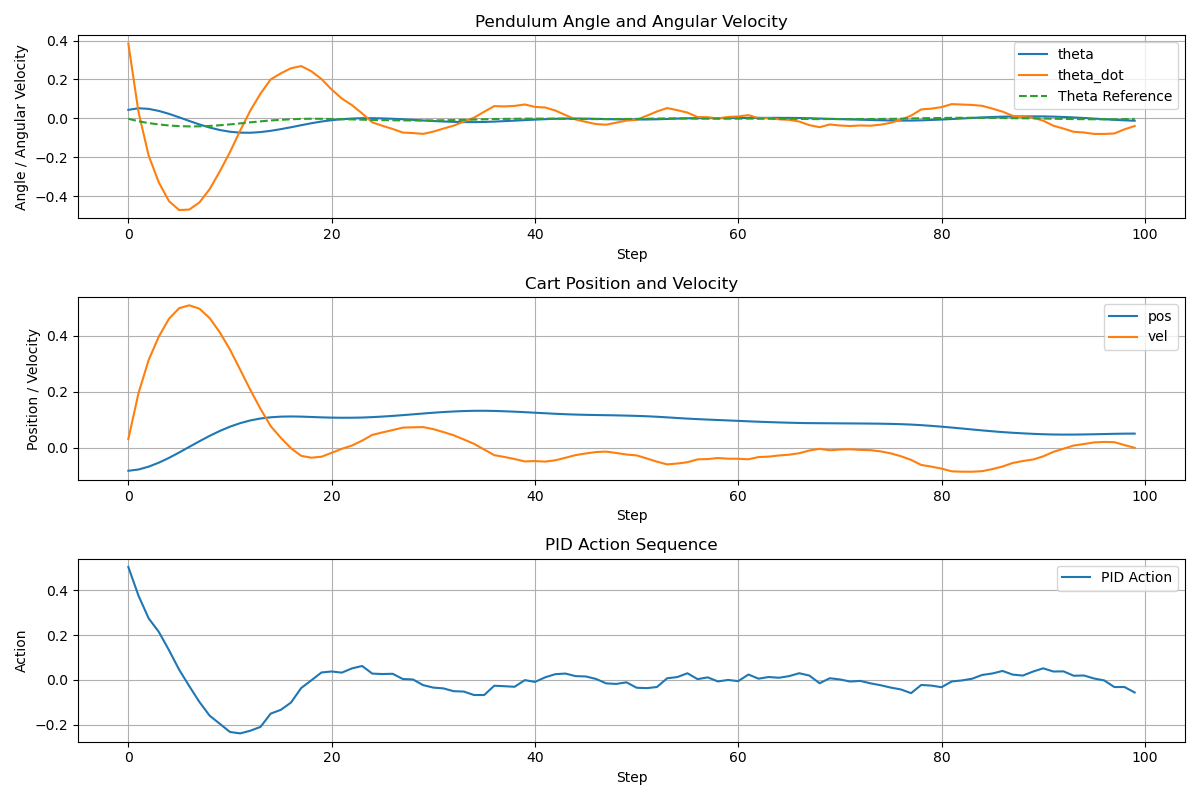 Pendulum Angle and Angular Velocity
Angle / Angular Velocity
0.4
0.2
0.0
−0.2
−0.4
theta
theta_dot
Theta Reference
0 20 40 60 80 100
Step
Cart Position and Velocity
Position / Velocity
0.4
0.2
0.0
pos
vel
0 20 40 60 80 100
Step
PID Action Sequence
Action
0.4
0.2
0.0
−0.2
PID Action
0 20 40 60 80 100
Step